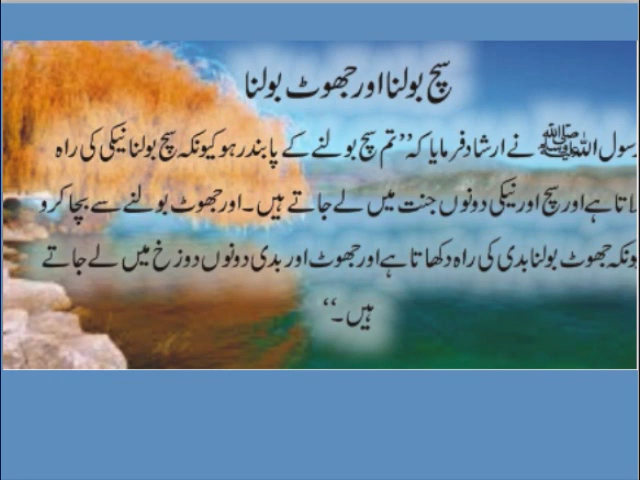 سچ بولنا اور جھوٹ بولنا
رسول اللہ ﷺ نے ارشاد فرمایا کہ ’’تم سچ بولنے کے پابند رہو کیونکہ سچ بولنا نیکی کی راہ
لاتا ہے اور سچ اور نیکی دونوں جنت میں لے جاتے ہیں۔ اور جھوٹ بولنے سے بچا کرو
ونکہ جھوٹ بولنا بدی کی راہ دکھاتا ہے اور جھوٹ اور بدی دونوں دوزخ میں لے جاتے
ہیں۔‘‘